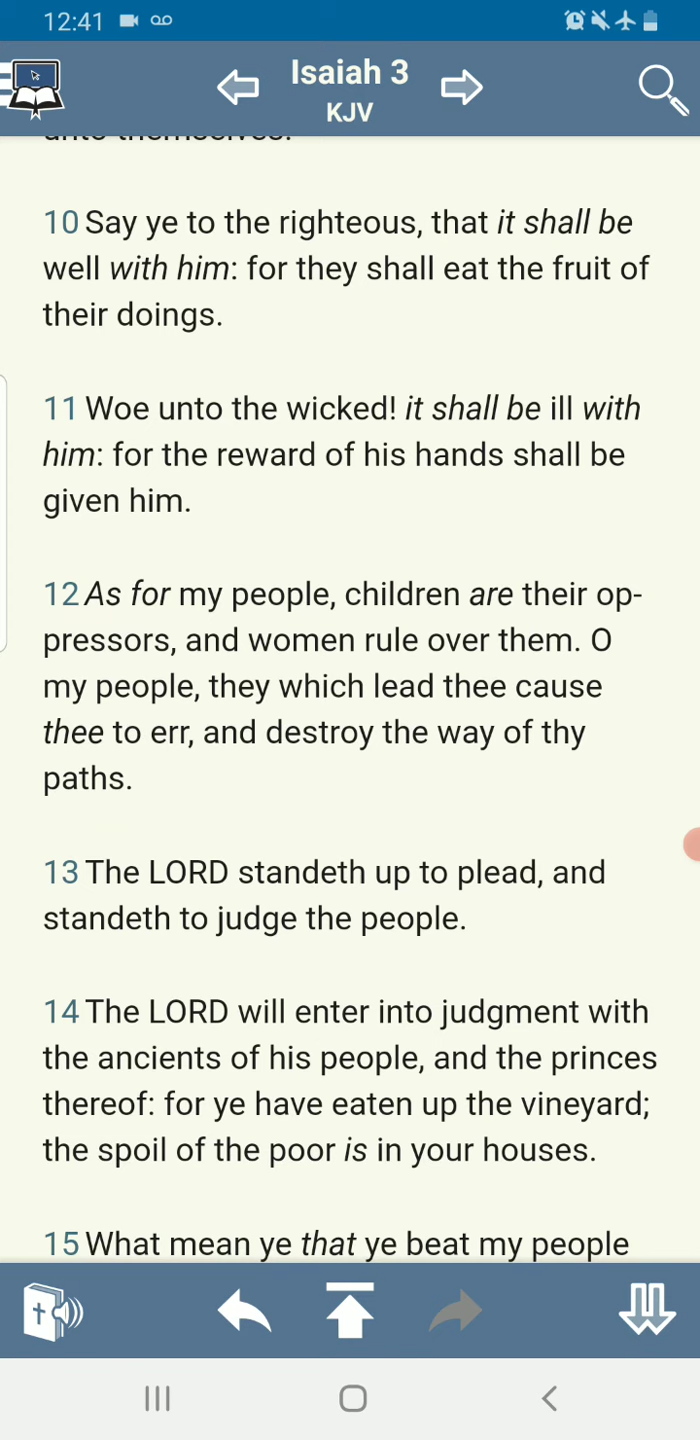 12:41
Isaiah 3
KJV
unto themselves.
10 Say ye to the righteous, that it shall be
well with him: for they shall eat the fruit of
their doings.
11 Woe unto the wicked! it shall be ill with
him: for the reward of his hands shall be
given him.
12 As for my people, children are their op-
pressors, and women rule over them. O
my people, they which lead thee cause
thee to err, and destroy the way of thy
paths.
13 The LORD standeth up to plead, and
standeth to judge the people.
14 The LORD will enter into judgment with
the ancients of his people, and the princes
thereof: for ye have eaten up the vineyard;
the spoil of the poor is in your houses.
15 What mean ye that ye beat my people